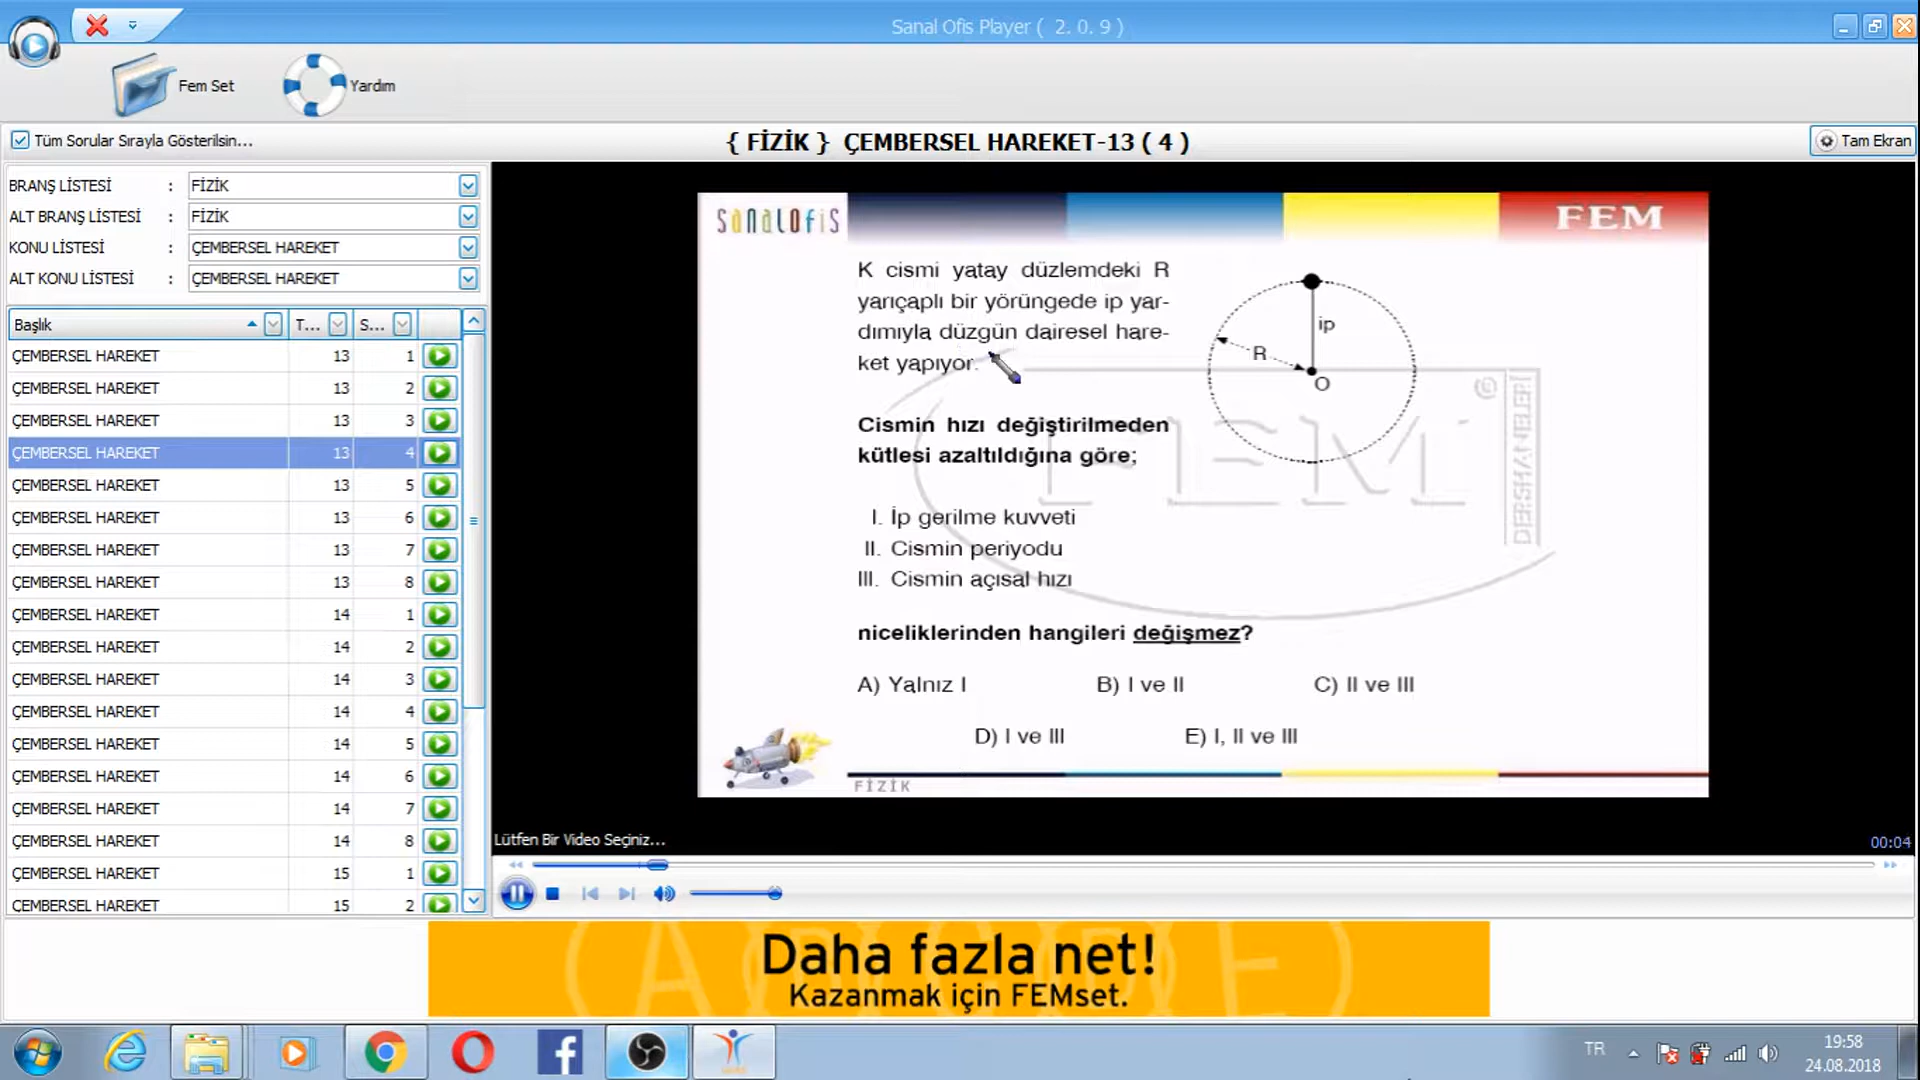 Sanal Ofis Player ( 2. 0. 9 )
Fem Set
Yardım
Tüm Sorular Sırayla Gösterilsin...
{ FİZİK } ÇEMBERSEL HAREKET-13 ( 4 )
Tam Ekran
BRANŞ LİSTESİ : FİZİK
ALT BRANŞ LİSTESİ : FİZİK
KONU LİSTESİ : ÇEMBERSEL HAREKET
ALT KONU LİSTESİ : ÇEMBERSEL HAREKET
Başlık T... S...
ÇEMBERSEL HAREKET 13 1
ÇEMBERSEL HAREKET 13 2
ÇEMBERSEL HAREKET 13 3
ÇEMBERSEL HAREKET 13 4
ÇEMBERSEL HAREKET 13 5
ÇEMBERSEL HAREKET 13 6
ÇEMBERSEL HAREKET 13 7
ÇEMBERSEL HAREKET 13 8
ÇEMBERSEL HAREKET 14 1
ÇEMBERSEL HAREKET 14 2
ÇEMBERSEL HAREKET 14 3
ÇEMBERSEL HAREKET 14 4
ÇEMBERSEL HAREKET 14 5
ÇEMBERSEL HAREKET 14 6
ÇEMBERSEL HAREKET 14 7
ÇEMBERSEL HAREKET 14 8
ÇEMBERSEL HAREKET 15 1
ÇEMBERSEL HAREKET 15 2
sanalofis
FEM
K cismi yatay düzlemdeki R
yarıçaplı bir yörüngede ip yar-
dımıyla düzgün dairesel hare-
ket yapıyor.
ip
R
O
Cismin hızı değiştirilmeden
kütlesi azaltıldığına göre;
I. İp gerilme kuvveti
II. Cismin periyodu
III. Cismin açısal hızı
niceliklerinden hangileri değişmez?
A) Yalnız I B) I ve II C) II ve III
D) I ve III E) I, II ve III
FEM
DERSHANELERİ
®
FİZİK
Lütfen Bir Video Seçiniz...
00:04
Daha fazla net!
Kazanmak için FEMset.
TR
19:58
24.08.2018